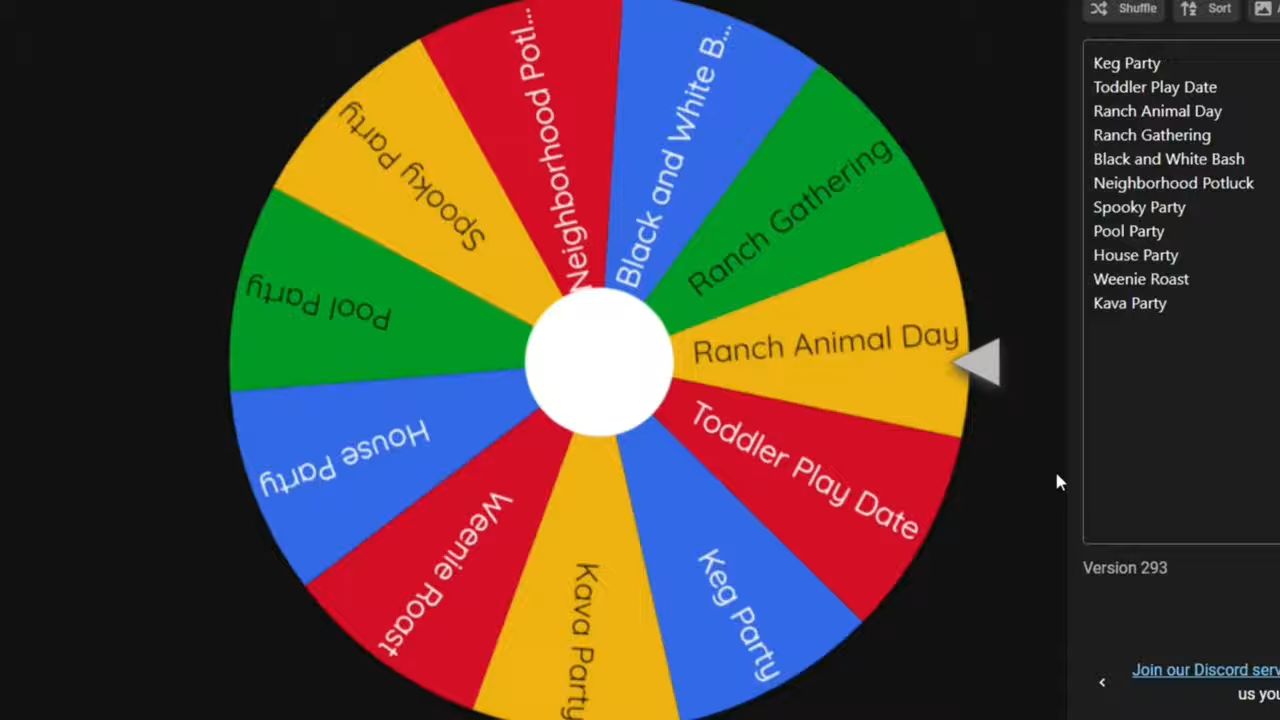 Shuffle
Sort
Keg Party
Toddler Play Date
Ranch Animal Day
Ranch Gathering
Black and White Bash
Neighborhood Potluck
Spooky Party
Pool Party
House Party
Weenie Roast
Kava Party
Neighborhood Potl...
Black and White B...
Ranch Gathering
Ranch Animal Day
Toddler Play Date
Keg Party
Kava Party
Weenie Roast
House Party
Pool Party
Spooky Party
Version 293
Join our Discord serv
us you